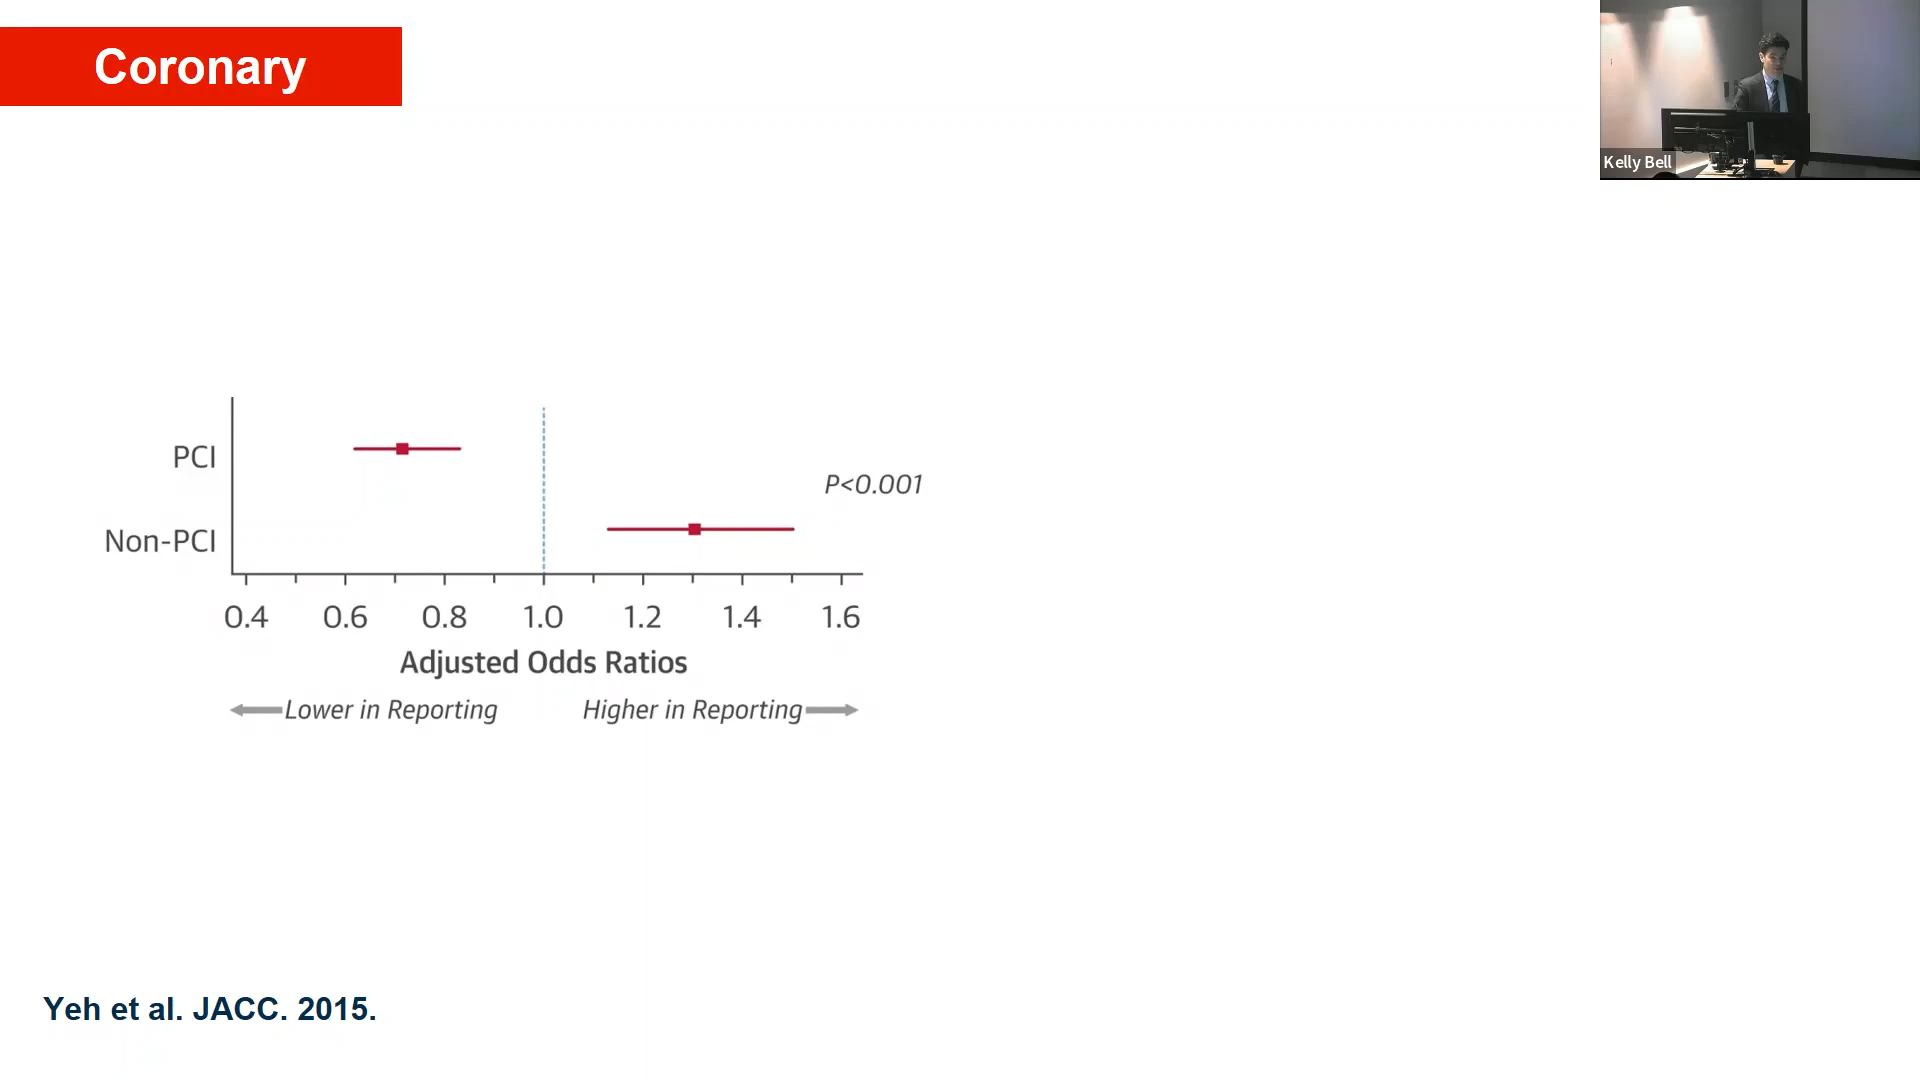 Coronary
Kelly Bell
PCI
P<0.001
Non-PCI
0.4 0.6 0.8 1.0 1.2 1.4 1.6
Adjusted Odds Ratios
Lower in Reporting Higher in Reporting
Yeh et al. JACC. 2015.